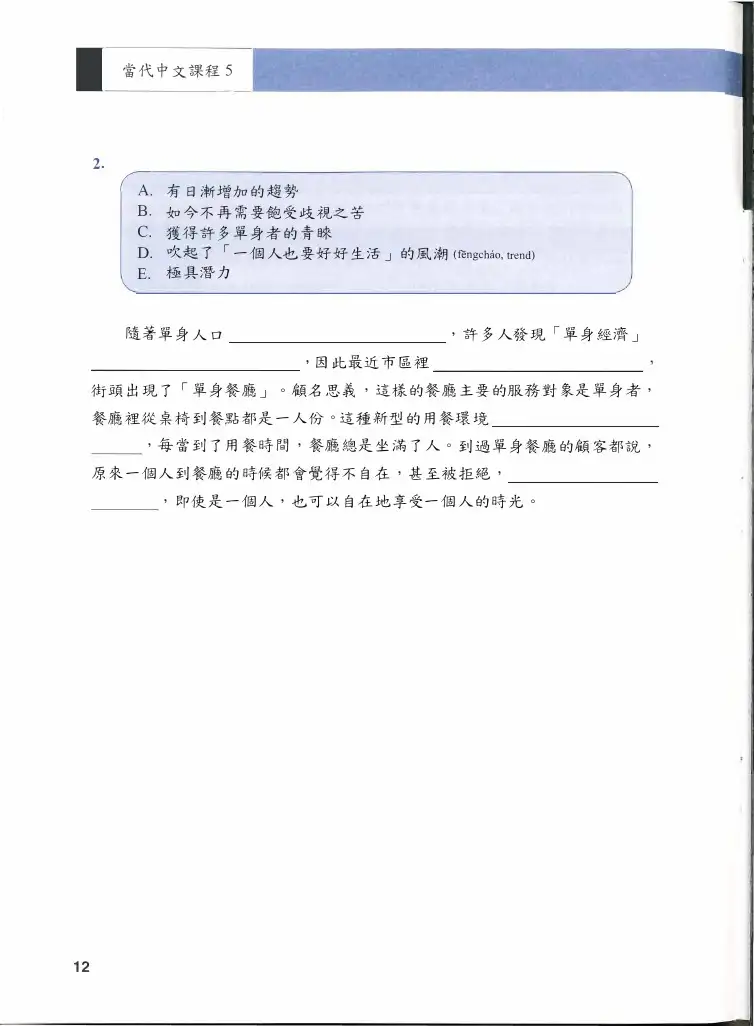 當代中文課程 5
2.
A. 有日漸增加的趨勢
B. 如今不再需要飽受歧視之苦
C. 獲得許多單身者的青睞
D. 吹起了「一個人也要好好生活」的風潮 (fēngcháo, trend)
E. 極具潛力
隨著單身人口＿＿＿＿＿＿＿＿，許多人發現「單身經濟」
＿＿＿＿＿＿＿＿，因此最近市區裡＿＿＿＿＿＿＿＿，
街頭出現了「單身餐廳」。顧名思義，這樣的餐廳主要的服務對象是單身者，
餐廳裡從桌椅到餐點都是一人份。這種新型的用餐環境＿＿＿＿＿＿
＿＿，每當到了用餐時間，餐廳總是坐滿了人。到過單身餐廳的顧客都說，
原來一個人到餐廳的時候都會覺得不自在，甚至被拒絕，＿＿＿＿＿＿
＿＿＿，即使是一個人，也可以自在地享受一個人的時光。
12